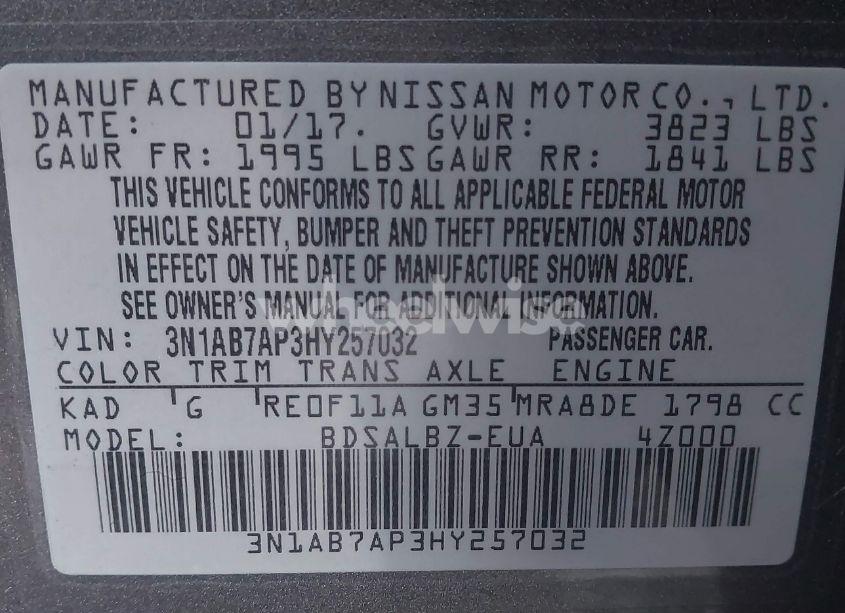 MANUFACTURED BY NISSAN MOTOR CO., LTD.
DATE: 01/17. GVWR: 3823 LBS
GAWR FR: 1995 LBS GAWR RR: 1841 LBS
THIS VEHICLE CONFORMS TO ALL APPLICABLE FEDERAL MOTOR
VEHICLE SAFETY, BUMPER AND THEFT PREVENTION STANDARDS
IN EFFECT ON THE DATE OF MANUFACTURE SHOWN ABOVE.
SEE OWNER'S MANUAL FOR ADDITIONAL INFORMATION.
wheelwise
VIN: 3N1AB7AP3HY257032 PASSENGER CAR.
COLOR TRIM TRANS AXLE ENGINE
KAD G RE0F11A GM35 MRA8DE 1798 CC
MODEL: BDSALBZ-EUA 4Z000
3N1AB7AP3HY257032